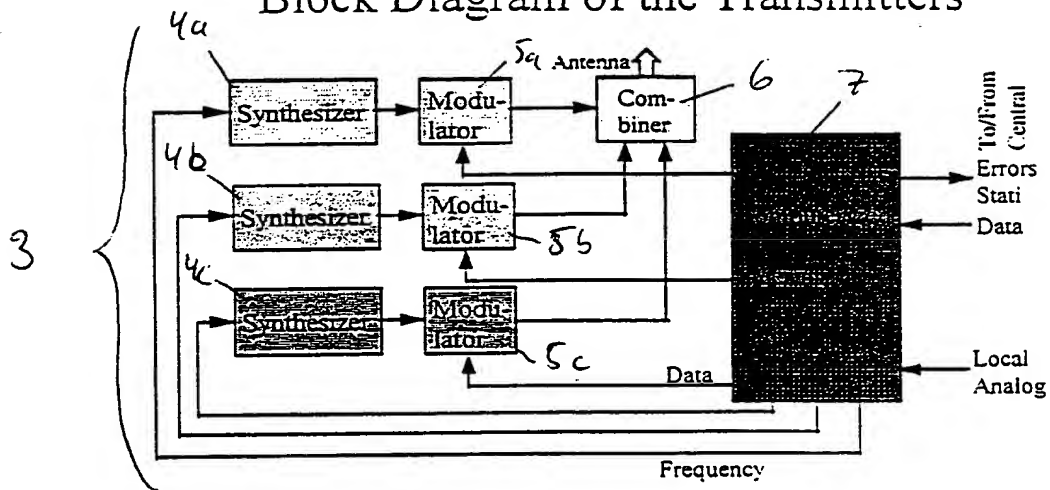 Block Diagram of the Transmitters
3
4a
Synthesizer
5a
Modu-
lator
Antenna
Com-
biner
6
7
To/From
Central
Errors
Stati
Data
4b
Synthesizer
Modu-
lator
5b
4c
Synthesizer
Modu-
lator
5c
Data
Local
Analog
Frequency